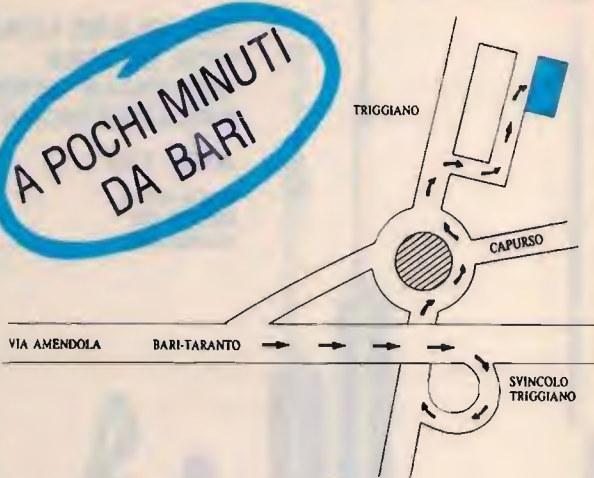 A POCHI MINUTI
DA BARI
TRIGGIANO
CAPURSO
VIA AMENDOLA
BARI-TARANTO
SVINCOLO
TRIGGIANO